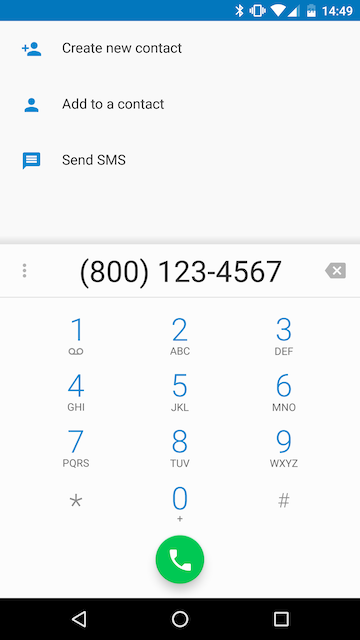 14:49
Create new contact
Add to a contact
Send SMS
(800) 123-4567
1 2 3
ABC DEF
4 5 6
GHI JKL MNO
7 8 9
PQRS TUV WXYZ
* 0 #
+